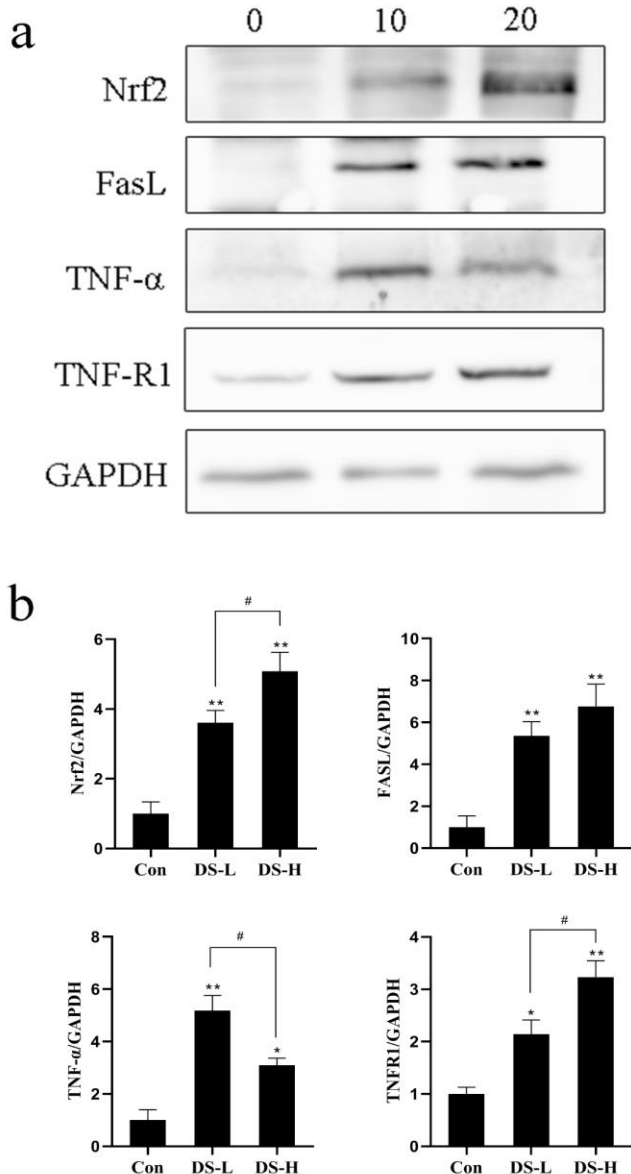 a
0 10 20
Nrf2
FasL
TNF-α
TNF-R1
GAPDH
b
Nrf2/GAPDH
6
4
2
0
#
**
**
Con DS-L DS-H
FASL/GAPDH
10
8
6
4
2
0
**
**
Con DS-L DS-H
TNF-α/GAPDH
8
6
4
2
0
#
**
*
Con DS-L DS-H
TNFR1/GAPDH
4
3
2
1
0
#
**
*
Con DS-L DS-H